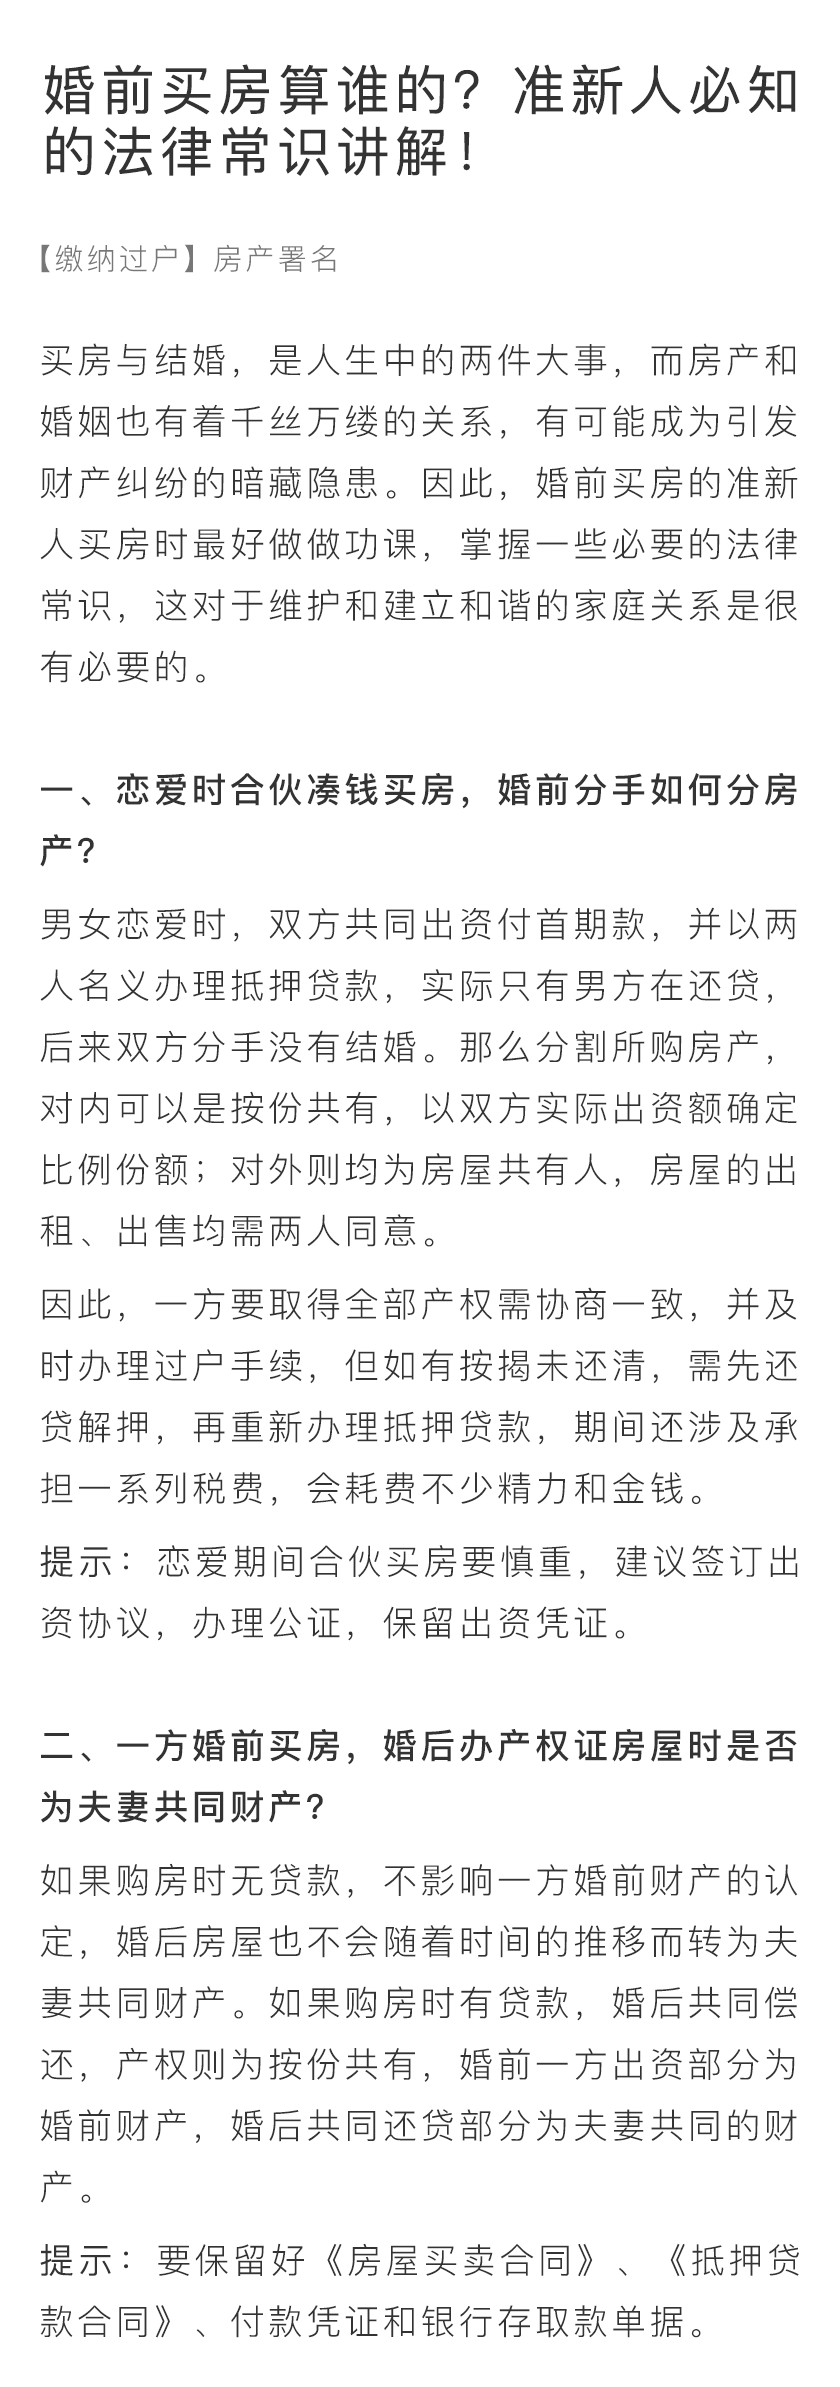 婚前买房算谁的？准新人必知
的法律常识讲解！
【缴纳过户】房产署名
买房与结婚，是人生中的两件大事，而房产和
婚姻也有着千丝万缕的关系，有可能成为引发
财产纠纷的暗藏隐患。因此，婚前买房的准新
人买房时最好做做功课，掌握一些必要的法律
常识，这对于维护和建立和谐的家庭关系是很
有必要的。
一、恋爱时合伙凑钱买房，婚前分手如何分房
产?
男女恋爱时，双方共同出资付首期款，并以两
人名义办理抵押贷款，实际只有男方在还贷，
后来双方分手没有结婚。那么分割所购房产，
对内可以是按份共有，以双方实际出资额确定
比例份额；对外则均为房屋共有人，房屋的出
租、出售均需两人同意。
因此，一方要取得全部产权需协商一致，并及
时办理过户手续，但如有按揭未还清，需先还
贷解押，再重新办理抵押贷款，期间还涉及承
担一系列税费，会耗费不少精力和金钱。
提示：恋爱期间合伙买房要慎重，建议签订出
资协议，办理公证，保留出资凭证。
二、一方婚前买房，婚后办产权证房屋时是否
为夫妻共同财产?
如果购房时无贷款，不影响一方婚前财产的认
定，婚后房屋也不会随着时间的推移而转为夫
妻共同财产。如果购房时有贷款，婚后共同偿
还，产权则为按份共有，婚前一方出资部分为
婚前财产，婚后共同还贷部分为夫妻共同的财
产。
提示：要保留好《房屋买卖合同》、《抵押贷
款合同》、付款凭证和银行存取款单据。